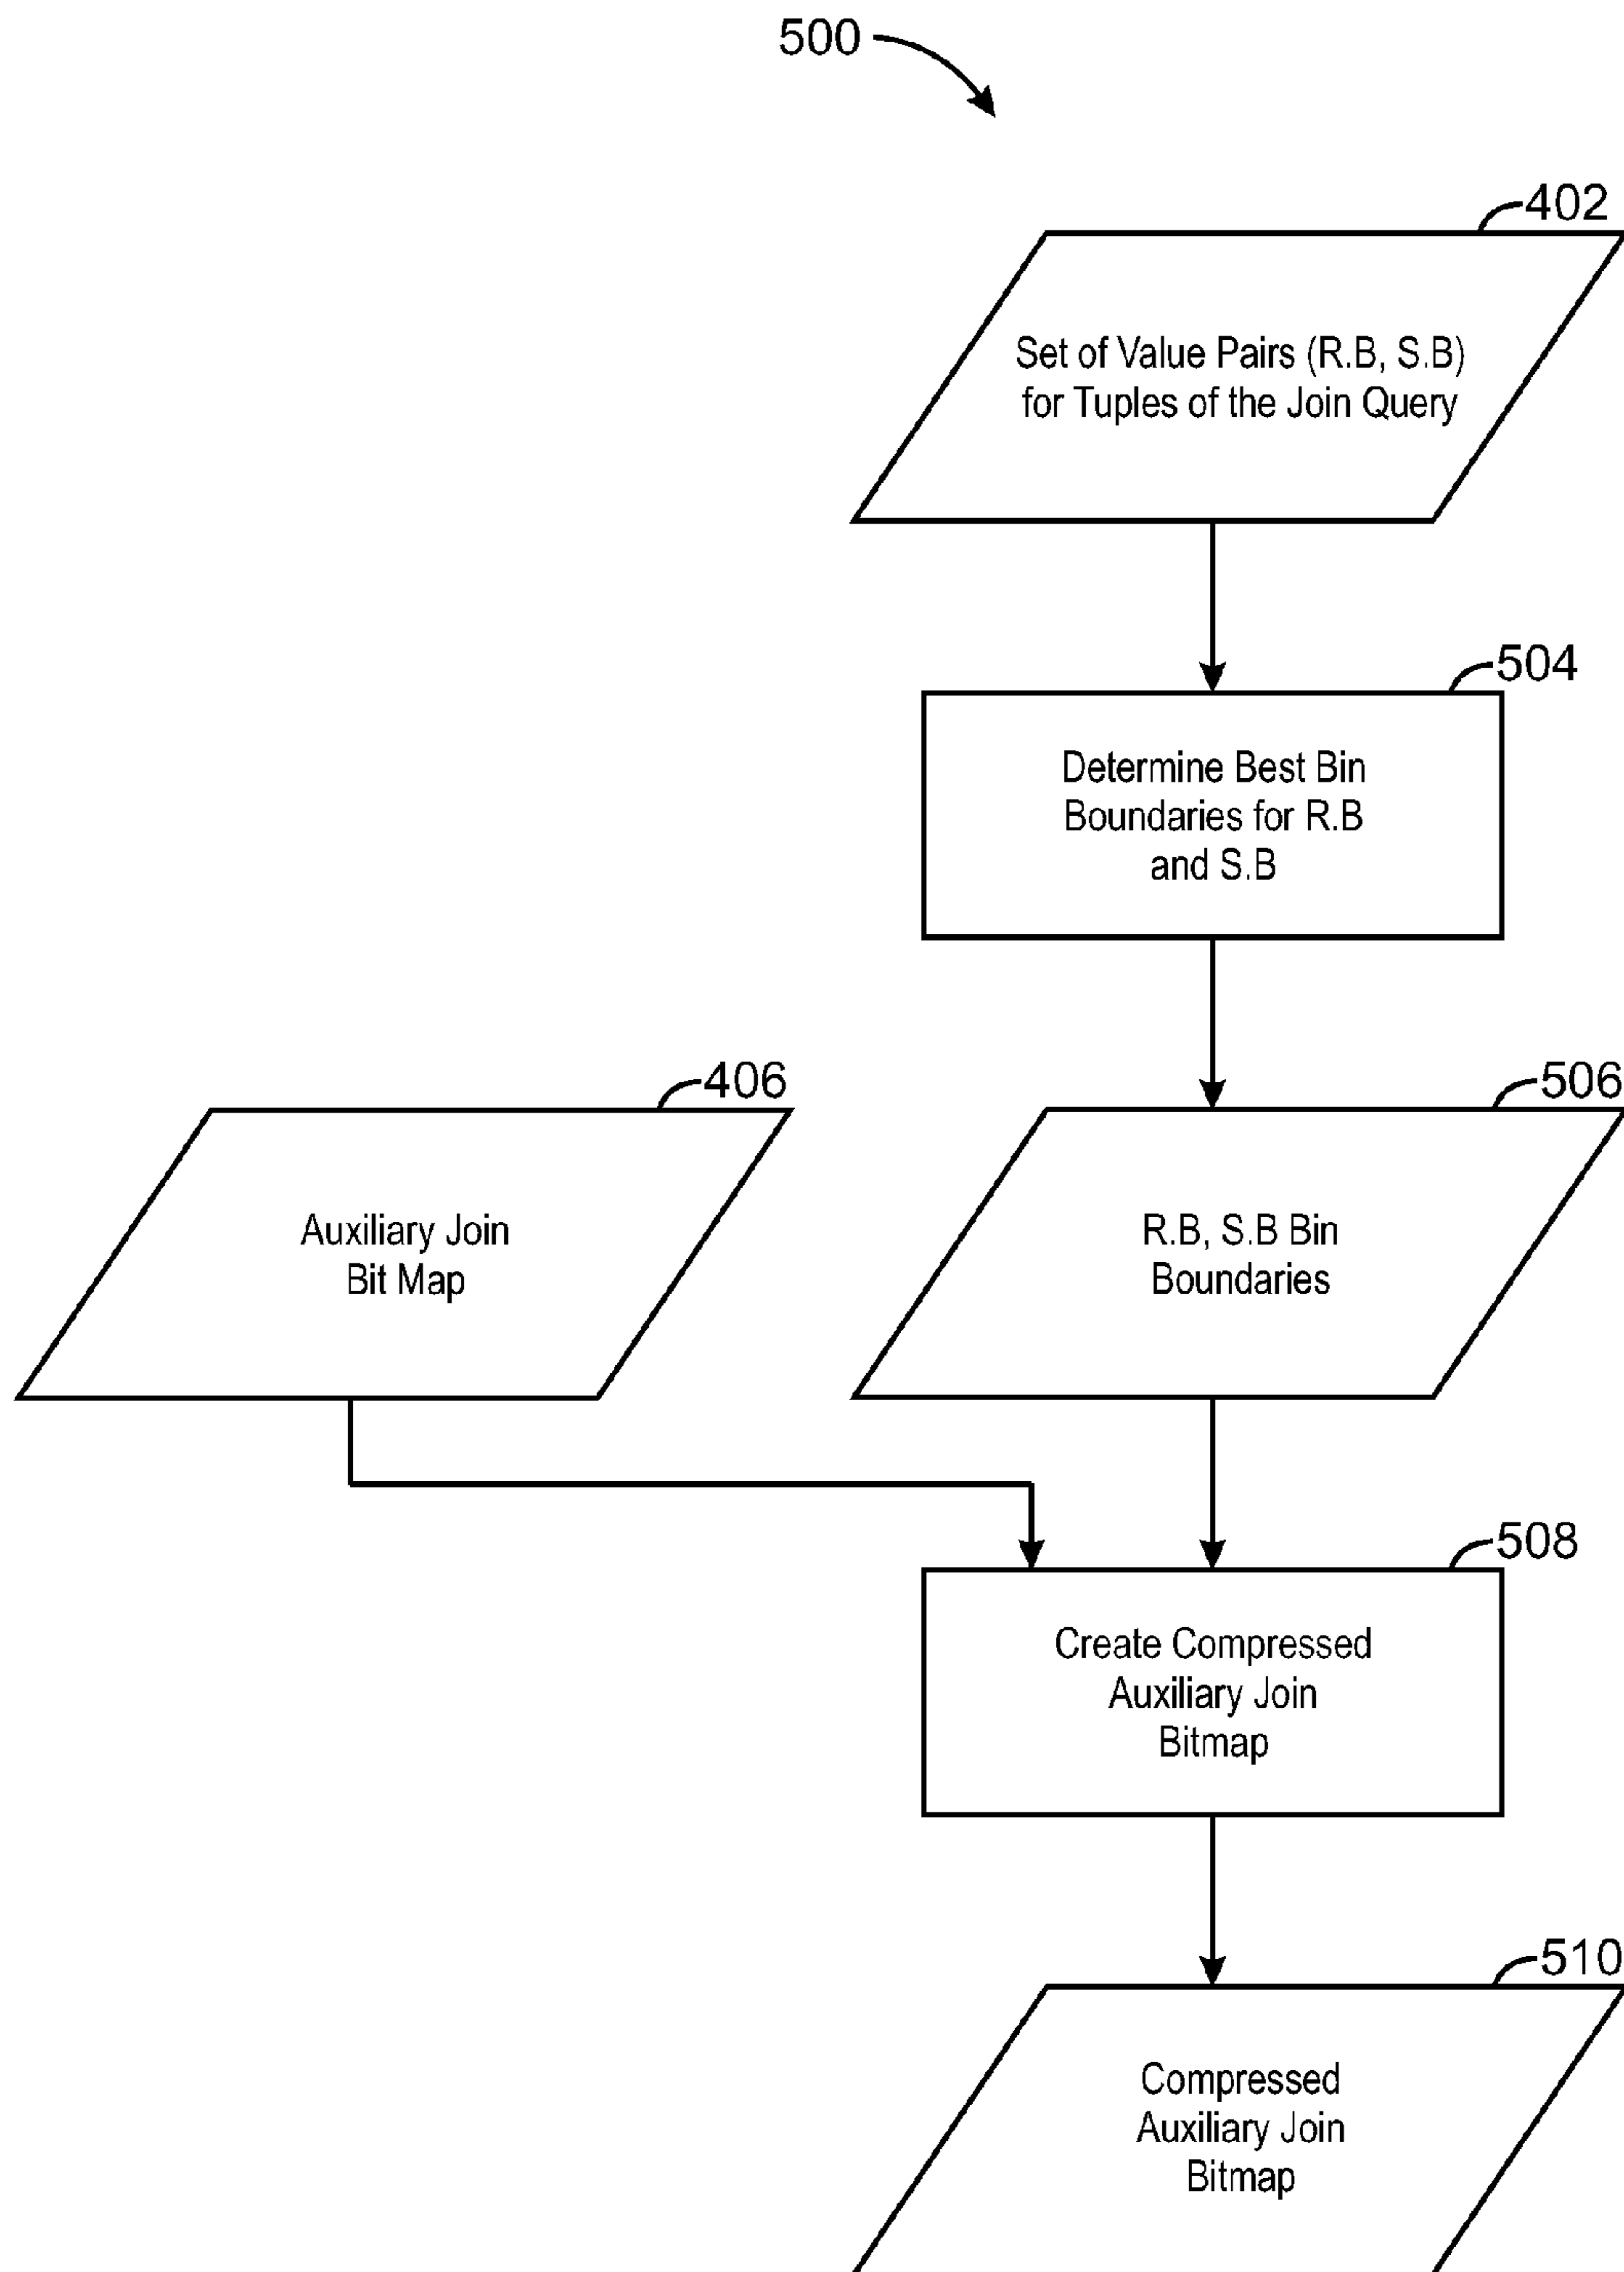 500
402
Set of Value Pairs (R.B, S.B)
for Tuples of the Join Query
504
Determine Best Bin
Boundaries for R.B
and S.B
406
506
Auxiliary Join
Bit Map
R.B, S.B Bin
Boundaries
508
Create Compressed
Auxiliary Join
Bitmap
510
Compressed
Auxiliary Join
Bitmap